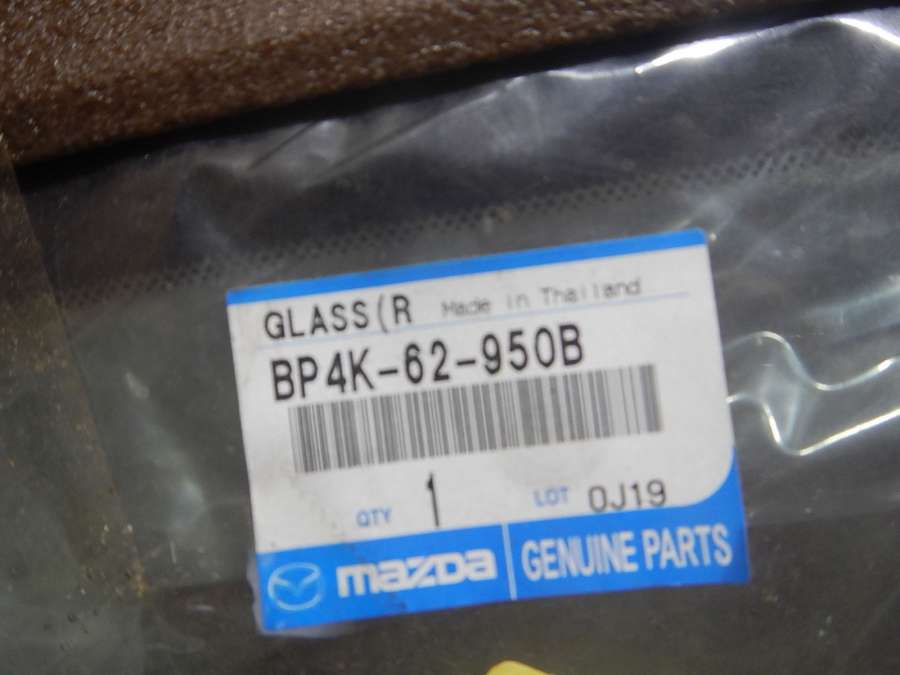 GLASS(R Made in Thailand
BP4K-62-950B
QTY 1 LOT 0J19
mazda GENUINE PARTS